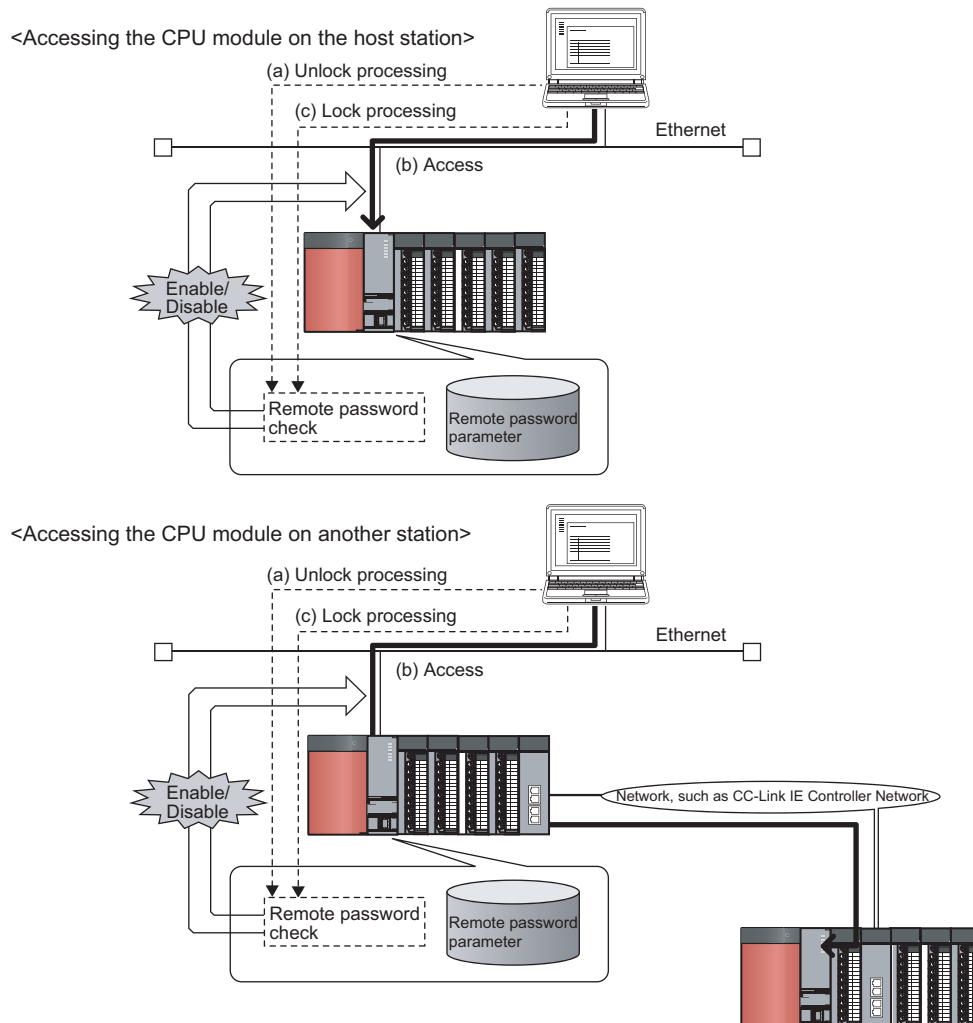 <Accessing the CPU module on the host station>
(a) Unlock processing
(c) Lock processing
Ethernet
(b) Access
Enable/
Disable
Remote password
check
Remote password
parameter
<Accessing the CPU module on another station>
(a) Unlock processing
(c) Lock processing
Ethernet
(b) Access
Enable/
Disable
Network, such as CC-Link IE Controller Network
Remote password
check
Remote password
parameter